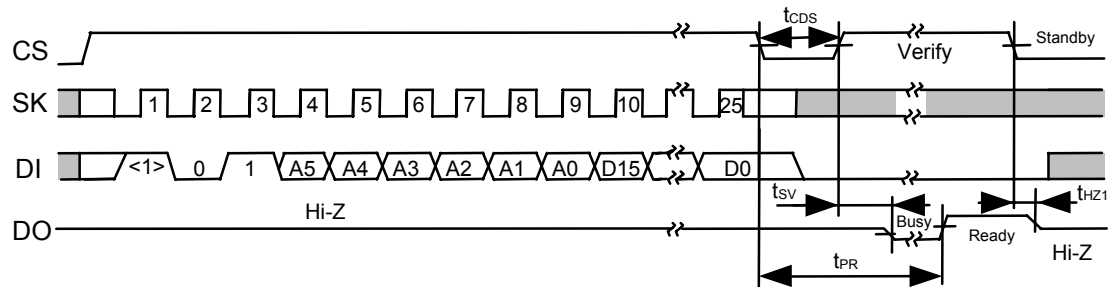 CS
tCDS
Verify
Standby
SK
1 2 3 4 5 6 7 8 9 10 25
DI
<1> 0 1 A5 A4 A3 A2 A1 A0 D15 D0
tSV
tHZ1
Hi-Z
DO
Busy
Ready
Hi-Z
tPR